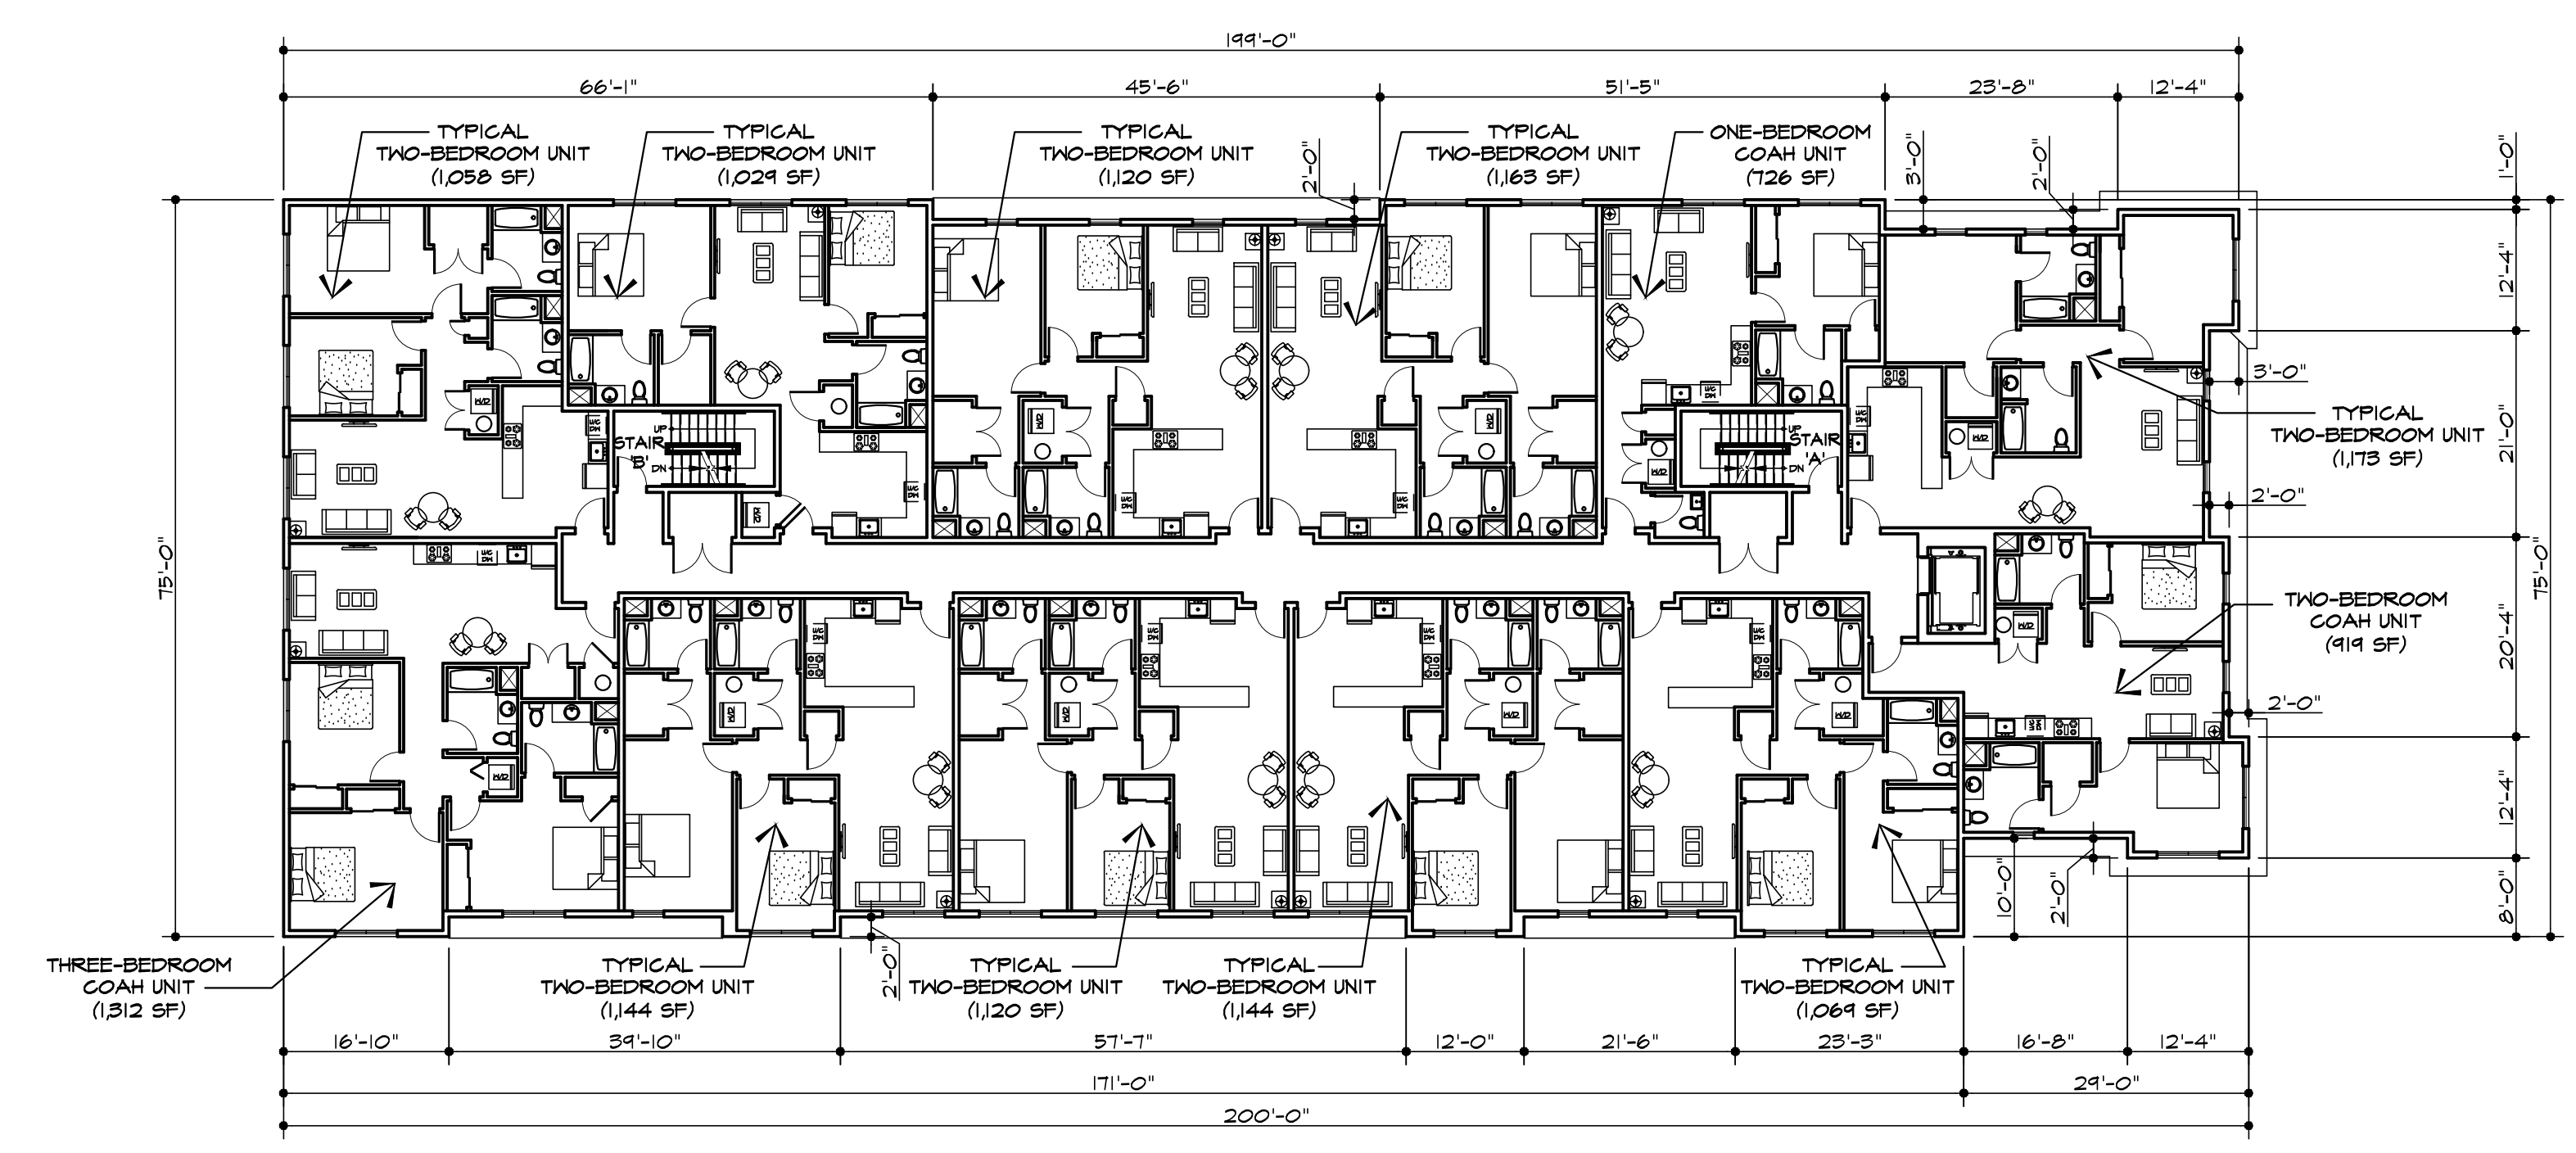 199'-0"
66'-1"
45'-6"
51'-5"
23'-8"
12'-4"
TYPICAL
TWO-BEDROOM UNIT
(1,058 SF)
TYPICAL
TWO-BEDROOM UNIT
(1,029 SF)
TYPICAL
TWO-BEDROOM UNIT
(1,120 SF)
2'-0"
TYPICAL
TWO-BEDROOM UNIT
(1,163 SF)
ONE-BEDROOM
COAH UNIT
(726 SF)
3'-0"
2'-0"
1'-0"
12'-4"
3'-0"
TYPICAL
TWO-BEDROOM UNIT
(1,173 SF)
21'-0"
2'-0"
UP
STAIR
'B'
DN
UP
STAIR
'A'
DN
W/D
W/D
W/D
W/D
W/D
W/D
75'-0"
75'-0"
TWO-BEDROOM
COAH UNIT
(919 SF)
20'-4"
2'-0"
W/D
W/D
W/D
W/D
W/D
W/D
12'-4"
10'-0"
2'-0"
8'-0"
2'-0"
THREE-BEDROOM
COAH UNIT
(1,312 SF)
TYPICAL
TWO-BEDROOM UNIT
(1,144 SF)
TYPICAL
TWO-BEDROOM UNIT
(1,120 SF)
TYPICAL
TWO-BEDROOM UNIT
(1,144 SF)
TYPICAL
TWO-BEDROOM UNIT
(1,069 SF)
16'-10"
39'-10"
57'-7"
12'-0"
21'-6"
23'-3"
16'-8"
12'-4"
171'-0"
29'-0"
200'-0"